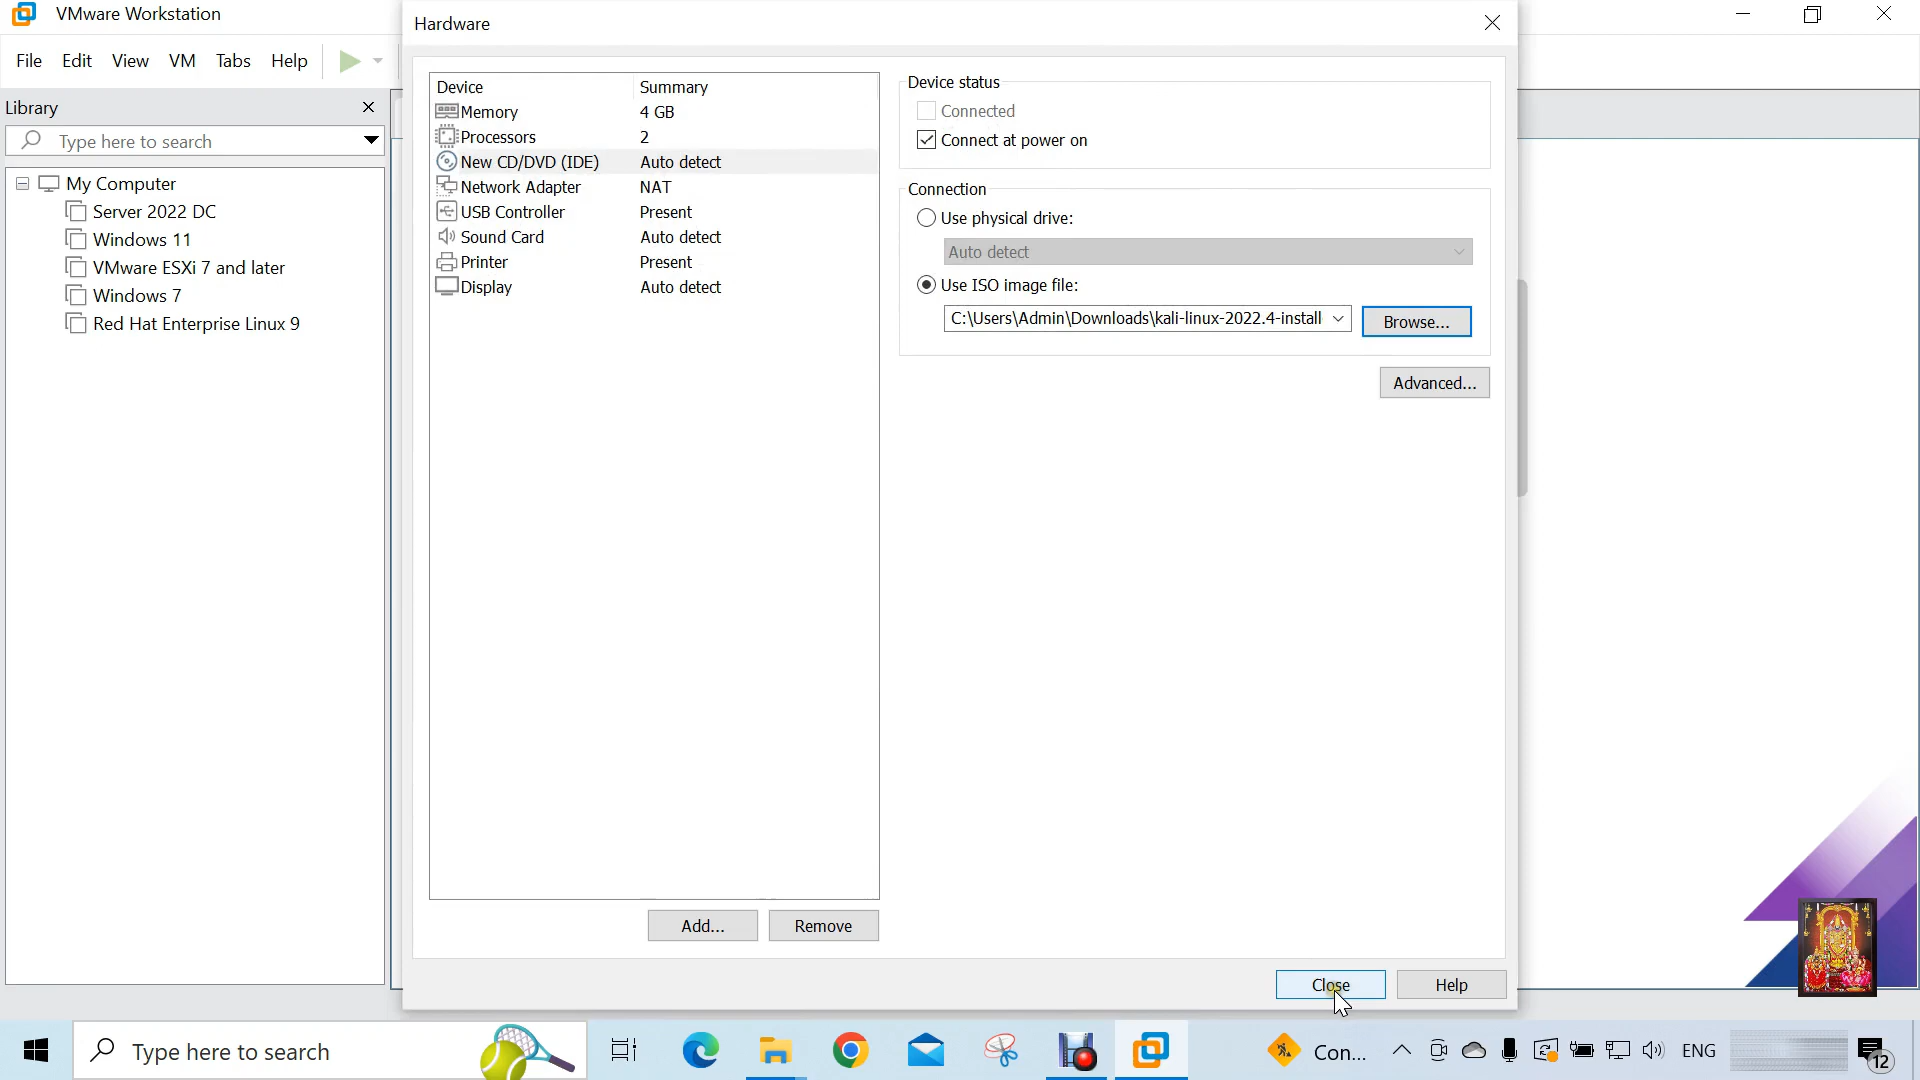 VMware Workstation
File Edit View VM Tabs Help
Library
Type here to search
My Computer
Server 2022 DC
Windows 11
VMware ESXi 7 and later
Windows 7
Red Hat Enterprise Linux 9
Hardware
Device Summary
Memory 4 GB
Processors 2
New CD/DVD (IDE) Auto detect
Network Adapter NAT
USB Controller Present
Sound Card Auto detect
Printer Present
Display Auto detect
Add... Remove
Device status
Connected
Connect at power on
Connection
Use physical drive:
Auto detect
Use ISO image file:
C:\Users\Admin\Downloads\kali-linux-2022.4-install Browse...
Advanced...
Close Help
Type here to search
Con... ENG 12